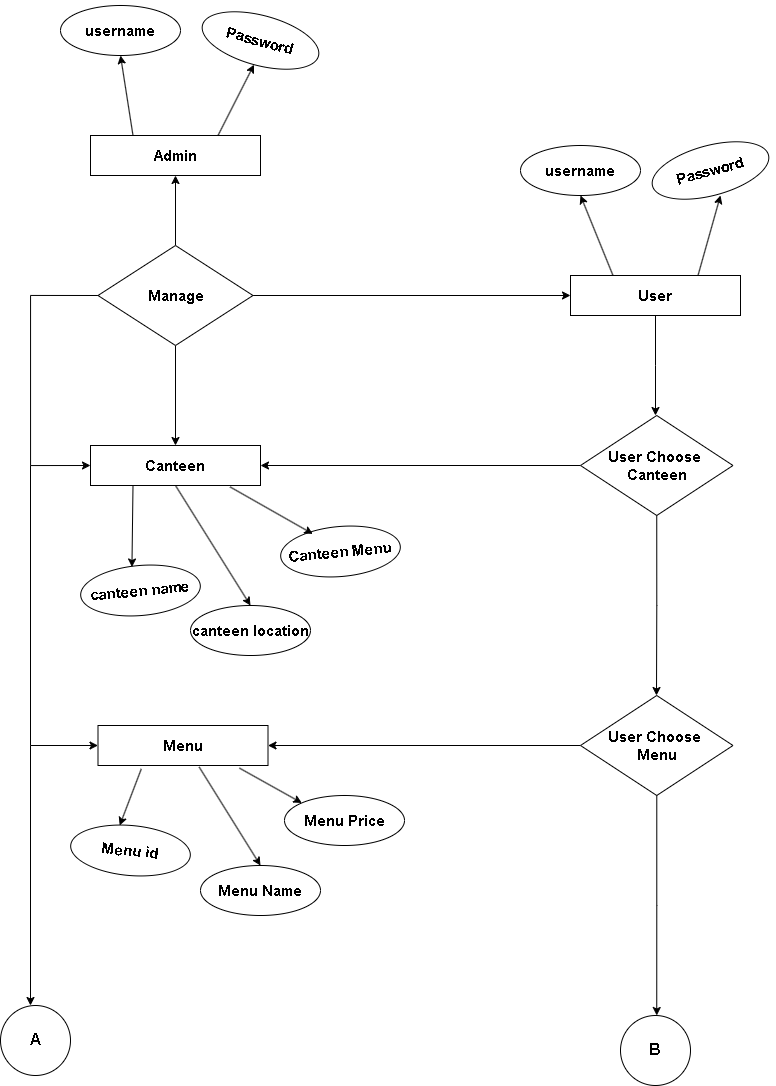 username
Password
Admin
username
Password
Manage
User
Canteen
User Choose
Canteen
Canteen Menu
canteen name
canteen location
Menu
User Choose
Menu
Menu Price
Menu id
Menu Name
A
B